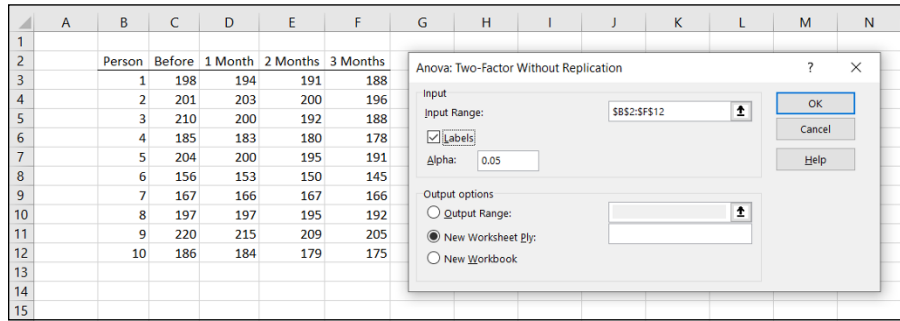 A B C D E F G H I J K L M N
1
2 Person Before 1 Month 2 Months 3 Months
3 1 198 194 191 188
4 2 201 203 200 196
5 3 210 200 192 188
6 4 185 183 180 178
7 5 204 200 195 191
8 6 156 153 150 145
9 7 167 166 167 166
10 8 197 197 195 192
11 9 220 215 209 205
12 10 186 184 179 175
13
14
15
Anova: Two-Factor Without Replication ? ×
Input
Input Range: $B$2:$F$12
Labels
Alpha: 0.05
Output options
Output Range:
New Worksheet Ply:
New Workbook
OK
Cancel
Help